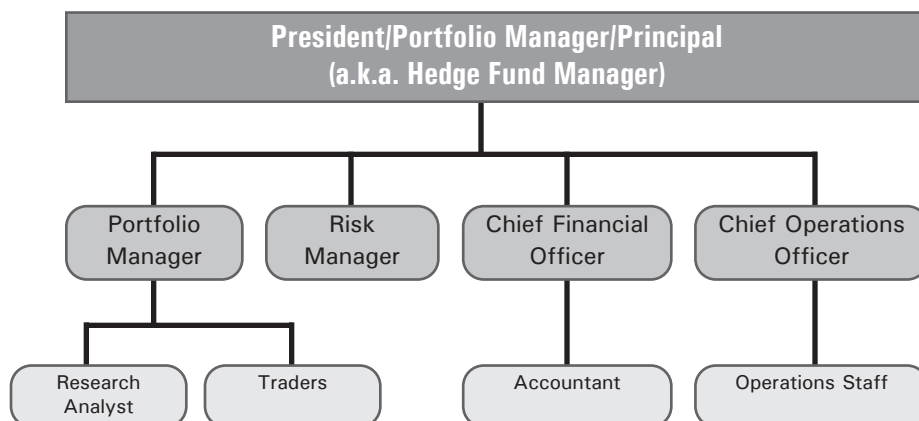 President/Portfolio Manager/Principal
(a.k.a. Hedge Fund Manager)
Portfolio
Manager
Risk
Manager
Chief Financial
Officer
Chief Operations
Officer
Research
Analyst
Traders
Accountant
Operations Staff